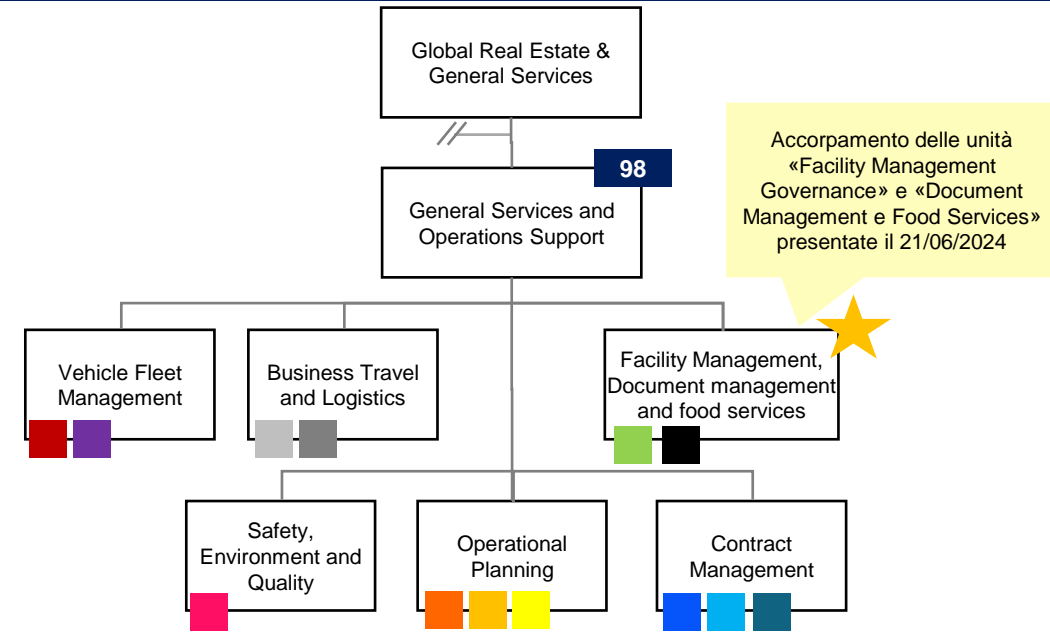 Global Real Estate &
General Services
98
General Services and
Operations Support
Accorpamento delle unità
«Facility Management
Governance» e «Document
Management e Food Services»
presentate il 21/06/2024
Vehicle Fleet
Management
Business Travel
and Logistics
Facility Management,
Document management
and food services
Safety,
Environment and
Quality
Operational
Planning
Contract
Management